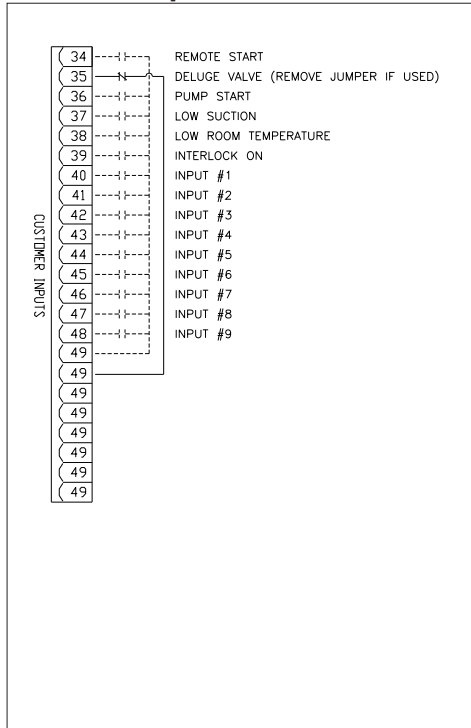 34 REMOTE START
35 DELUGE VALVE (REMOVE JUMPER IF USED)
36 PUMP START
37 LOW SUCTION
38 LOW ROOM TEMPERATURE
39 INTERLOCK ON
40 INPUT #1
41 INPUT #2
42 INPUT #3
43 INPUT #4
44 INPUT #5
45 INPUT #6
46 INPUT #7
47 INPUT #8
48 INPUT #9
49
49
49
49
49
49
49
49
CUSTOMER INPUTS